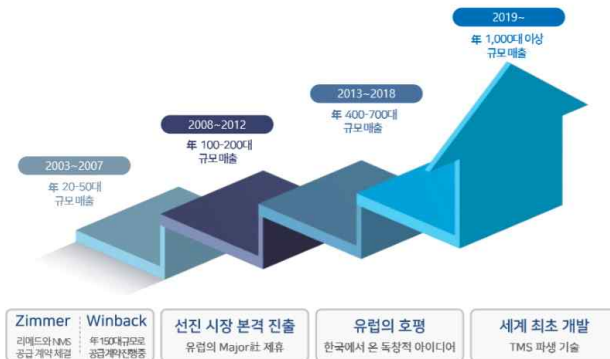 2019~
年 1,000대 이상
규모 매출
2013~2018
年 400-700대
규모 매출
2008~2012
年 100-200대
규모 매출
2003~2007
年 20-50대
규모 매출
Zimmer
리메드와 NMS
공급 계약 체결
Winback
年 150대규모로
공급계약진행중
선진 시장 본격 진출
유럽의 Major社 제휴
유럽의 호평
한국에서 온 독창적 아이디어
세계 최초 개발
TMS 파생 기술